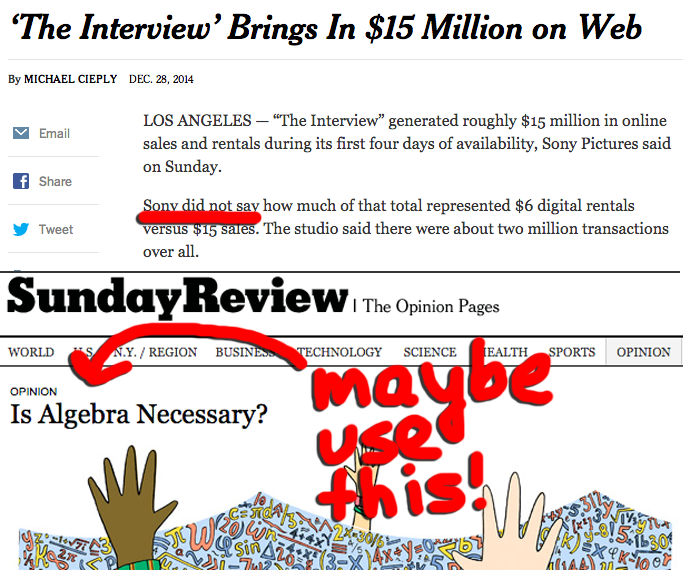 ‘The Interview’ Brings In $15 Million on Web
By MICHAEL CIEPLY DEC. 28, 2014
LOS ANGELES — “The Interview” generated roughly $15 million in online
Email
sales and rentals during its first four days of availability, Sony Pictures said
on Sunday.
Share
Sony did not say how much of that total represented $6 digital rentals
Tweet
versus $15 sales. The studio said there were about two million transactions
over all.
SundayReview | The Opinion Pages
WORLD U.S. N.Y. / REGION BUSINESS TECHNOLOGY SCIENCE HEALTH SPORTS OPINION
OPINION
Is Algebra Necessary?
maybe
use
this!